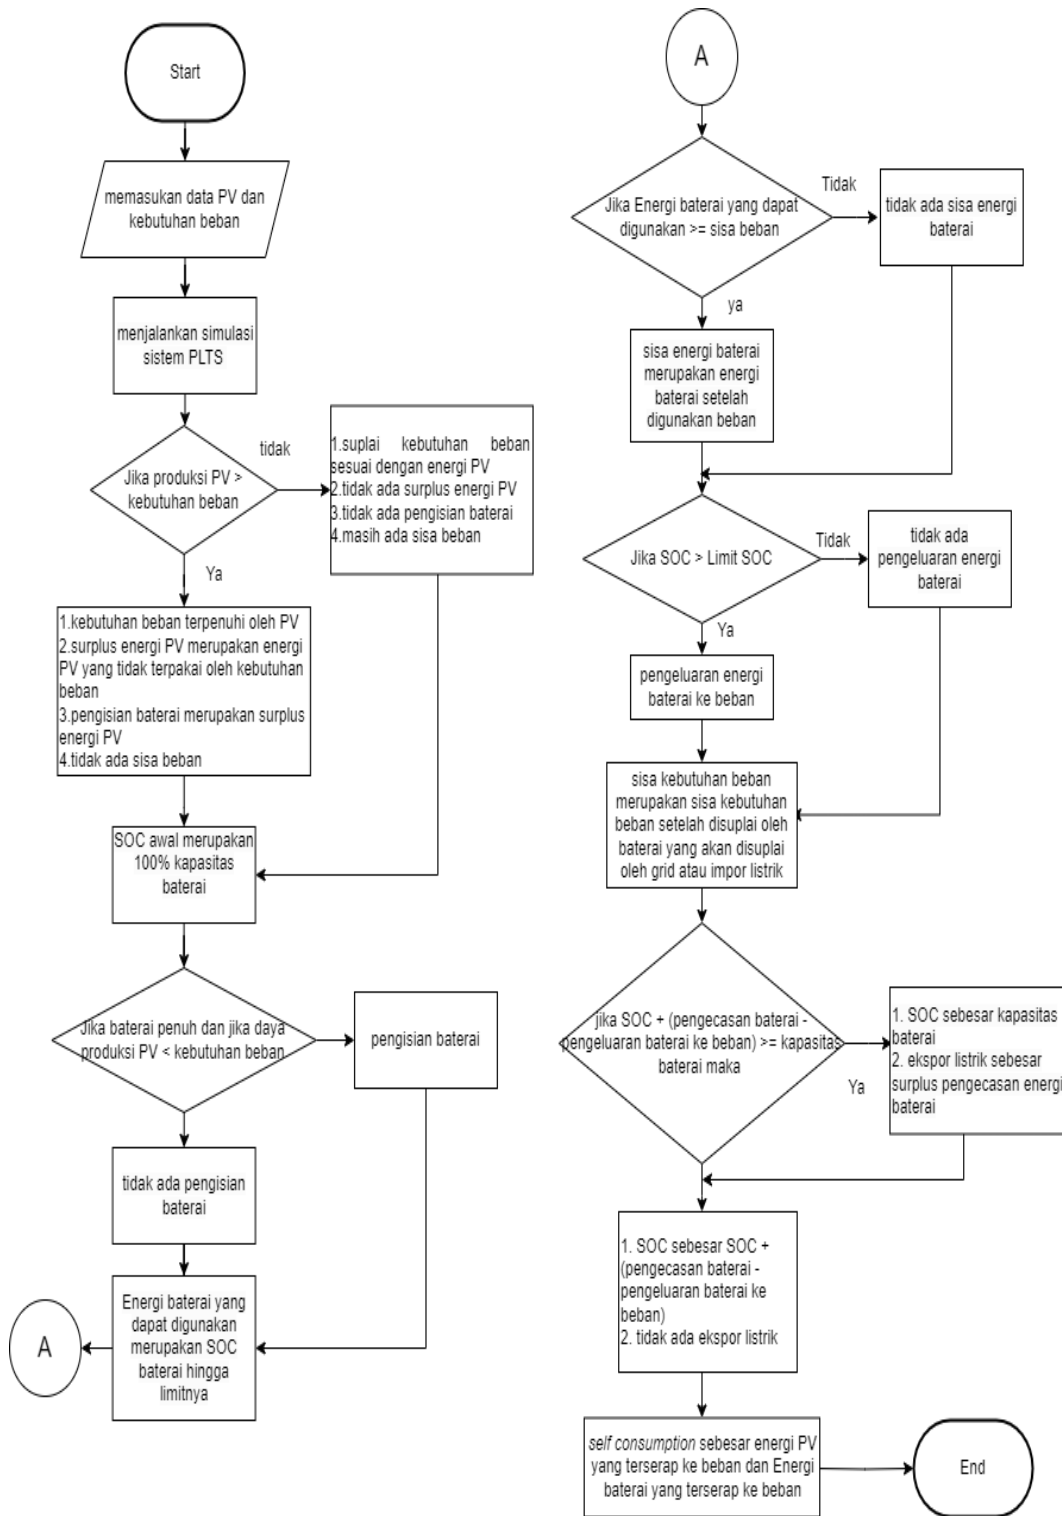 Start
memasukan data PV dan
kebutuhan beban
menjalankan simulasi
sistem PLTS
Jika produksi PV >
kebutuhan beban
tidak
1.suplai kebutuhan beban
sesuai dengan energi PV
2.tidak ada surplus energi PV
3.tidak ada pengisian baterai
4.masih ada sisa beban
Ya
1.kebutuhan beban terpenuhi oleh PV
2.surplus energi PV merupakan energi
PV yang tidak terpakai oleh kebutuhan
beban
3.pengisian baterai merupakan surplus
energi PV
4.tidak ada sisa beban
SOC awal merupakan
100% kapasitas
baterai
Jika baterai penuh dan jika daya
produksi PV < kebutuhan beban
pengisian baterai
tidak ada pengisian
baterai
Energi baterai yang
dapat digunakan
merupakan SOC
baterai hingga
limitnya
A
A
Jika Energi baterai yang dapat
digunakan >= sisa beban
Tidak
tidak ada sisa energi
baterai
ya
sisa energi baterai
merupakan energi
baterai setelah
digunakan beban
Jika SOC > Limit SOC
Tidak
tidak ada
pengeluaran energi
baterai
Ya
pengeluaran energi
baterai ke beban
sisa kebutuhan beban
merupakan sisa kebutuhan
beban setelah disuplai oleh
baterai yang akan disuplai
oleh grid atau impor listrik
jika SOC + (pengecasan baterai -
pengeluaran baterai ke beban) >= kapasitas
baterai maka
Ya
1. SOC sebesar kapasitas
baterai
2. ekspor listrik sebesar
surplus pengecasan energi
baterai
1. SOC sebesar SOC +
(pengecasan baterai -
pengeluaran baterai ke
beban)
2. tidak ada ekspor listrik
self consumption sebesar energi PV
yang terserap ke beban dan Energi
baterai yang terserap ke beban
End